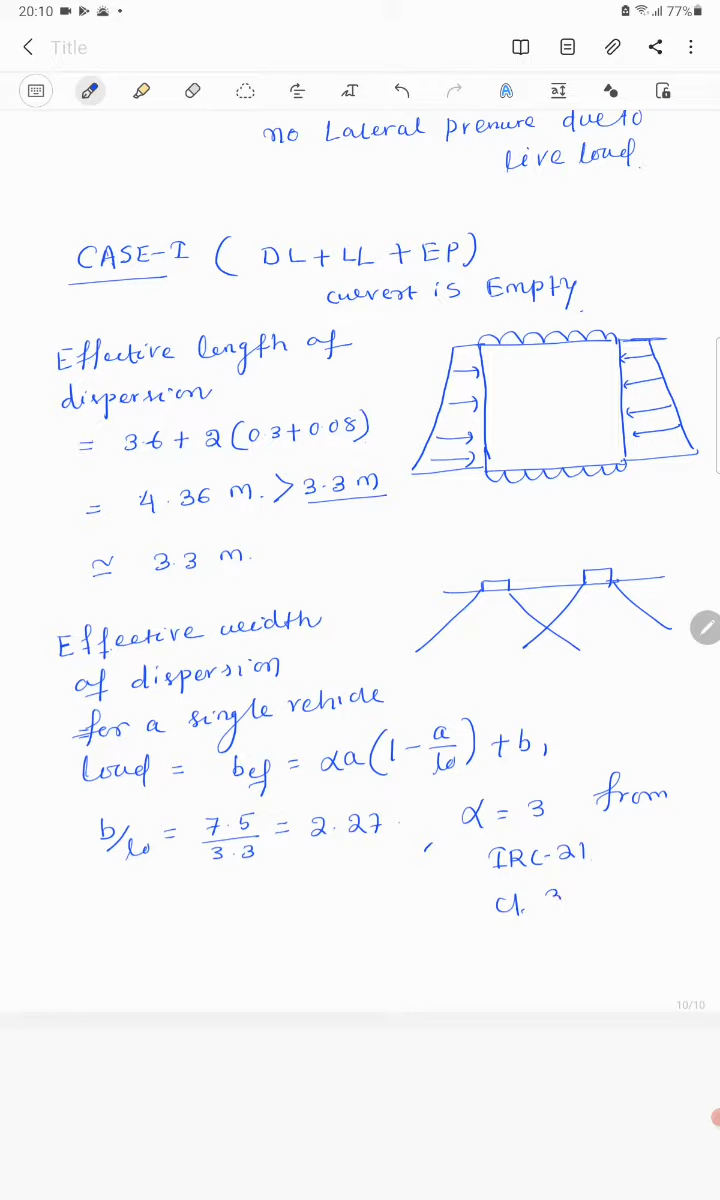 20:10
77%
Title
no Lateral pressure due to
Live load.
CASE-I ( DL + LL + EP)
culvert is Empty.
Effective length of
dispersion
= 3.6 + 2 (0.3+0.08)
= 4.36 m. > 3.3 m
≃ 3.3 m.
Effective width
of dispersion
for a single vehicle
load = bef = αa(1 - a/lo) + b1
b/lo = 7.5/3.3 = 2.27 , α = 3 from
IRC-21
cl. 3
10/10